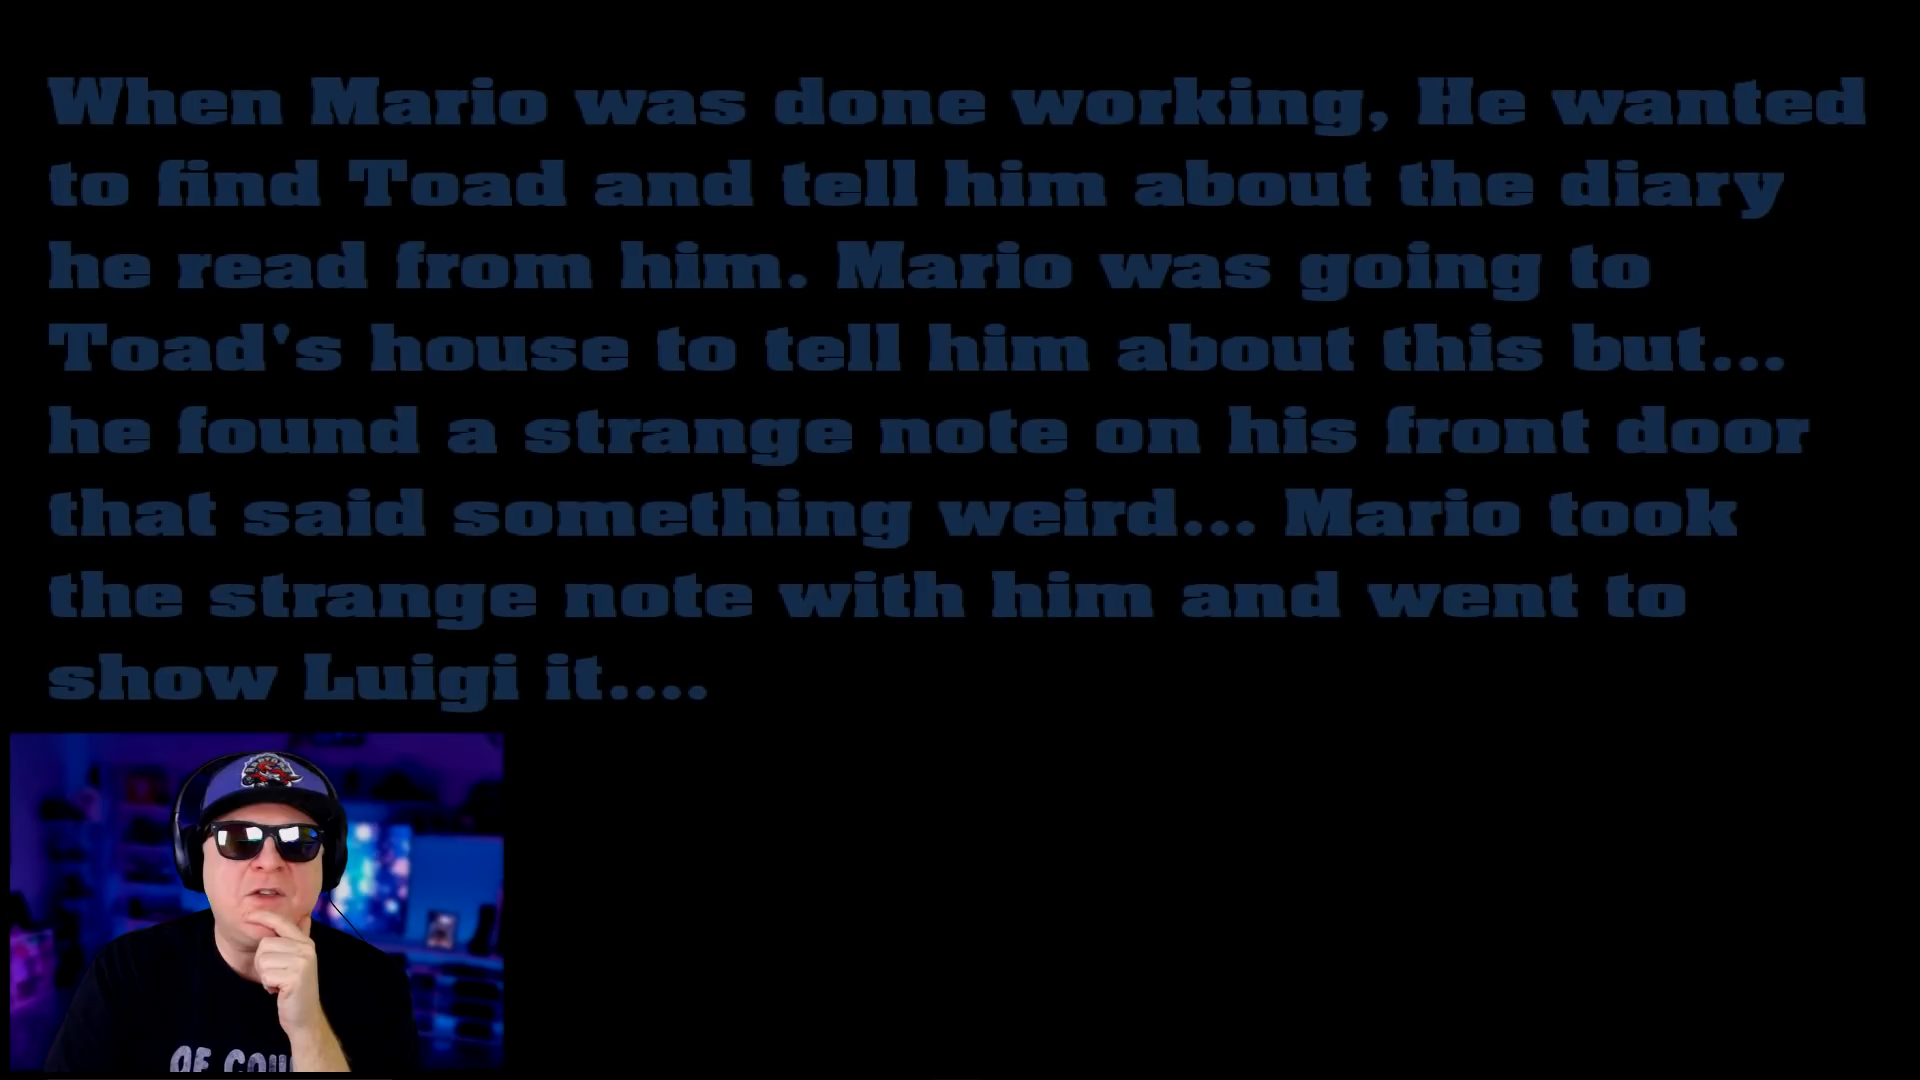 When Mario was done working, He wanted
to find Toad and tell him about the diary
he read from him. Mario was going to
Toad's house to tell him about this but...
he found a strange note on his front door
that said something weird... Mario took
the strange note with him and went to
show Luigi it....
OF COU